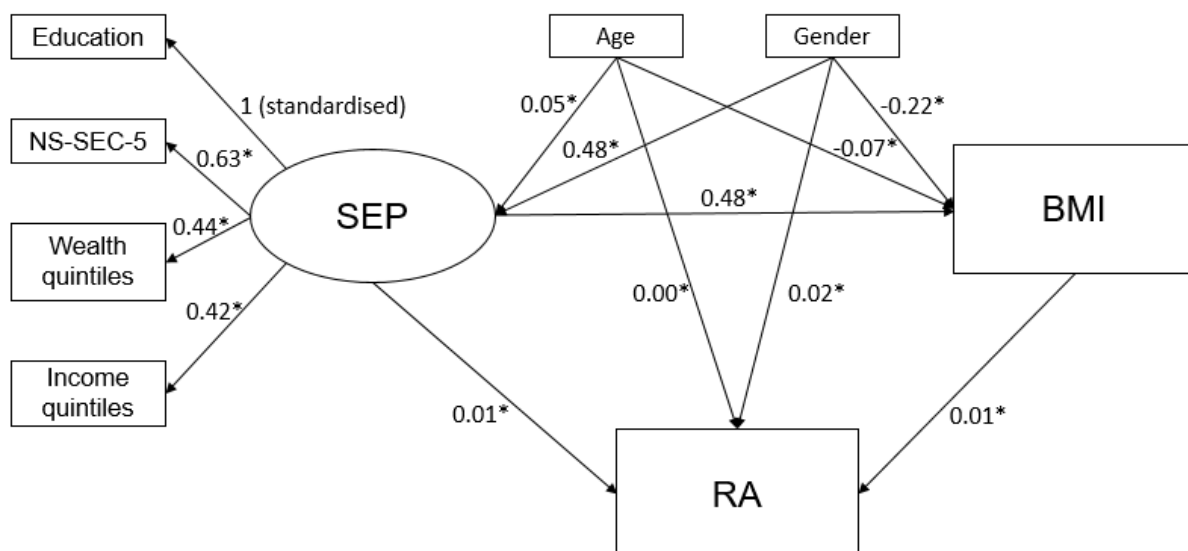 Education
Age
Gender
1 (standardised)
0.05*
-0.22*
NS-SEC-5
0.63*
0.48*
-0.07*
SEP
0.48*
BMI
0.44*
Wealth
quintiles
0.00*
0.02*
0.42*
Income
quintiles
0.01*
0.01*
RA